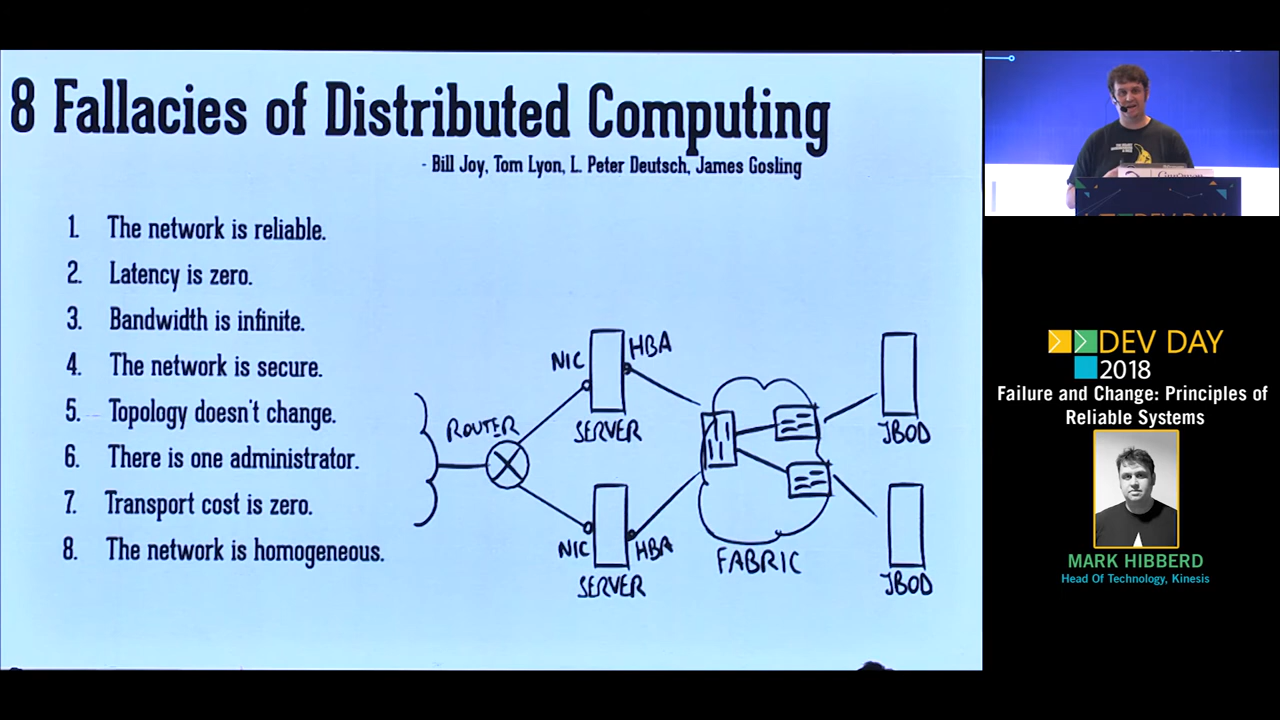 8 Fallacies of Distributed Computing
- Bill Joy, Tom Lyon, L. Peter Deutsch, James Gosling
1. The network is reliable.
2. Latency is zero.
3. Bandwidth is infinite.
4. The network is secure.
5. Topology doesn't change.
6. There is one administrator.
7. Transport cost is zero.
8. The network is homogeneous.
ROUTER
NIC
HBA
SERVER
NIC
HBA
SERVER
FABRIC
JBOD
JBOD
DEV DAY
DEV DAY
2018
Failure and Change: Principles of
Reliable Systems
MARK HIBBERD
Head Of Technology, Kinesis